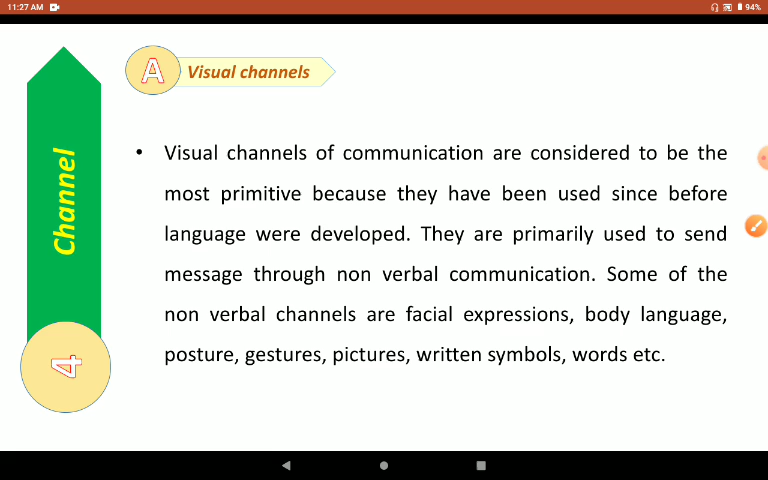 11:27 AM
94%
A
Visual channels
Channel
4
• Visual channels of communication are considered to be the
most primitive because they have been used since before
language were developed. They are primarily used to send
message through non verbal communication. Some of the
non verbal channels are facial expressions, body language,
posture, gestures, pictures, written symbols, words etc.